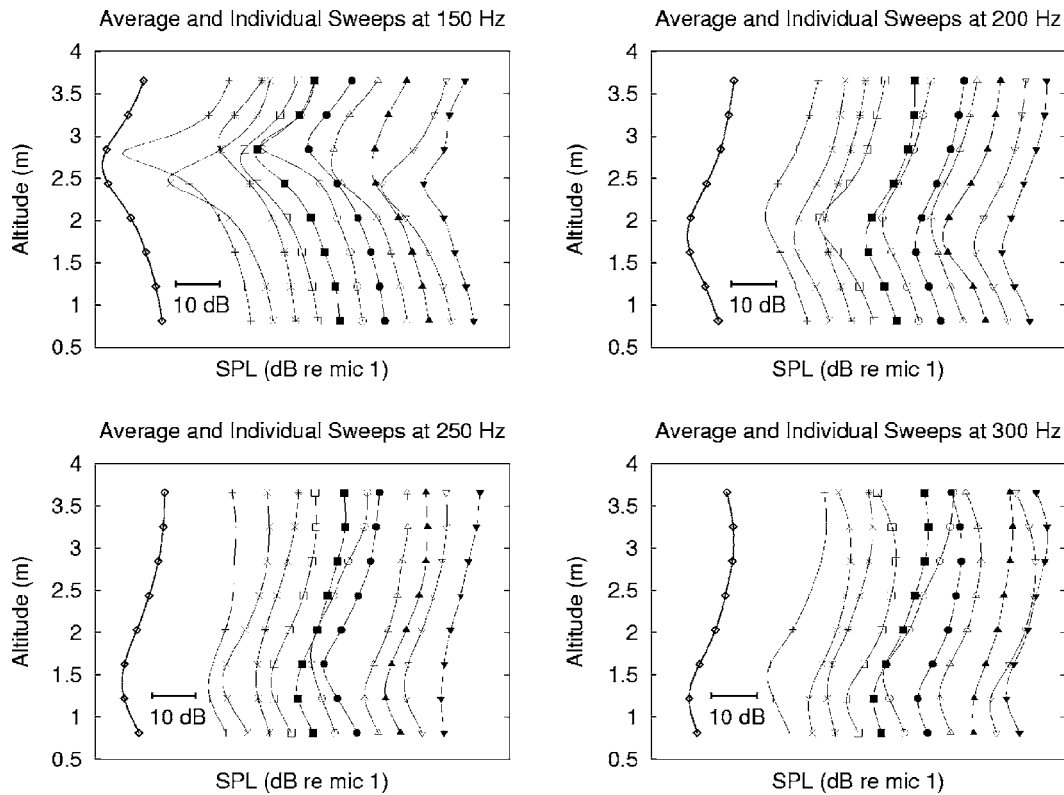 Average and Individual Sweeps at 150 Hz
4
3.5
3
2.5
2
1.5
1
0.5
Altitude (m)
10 dB
SPL (dB re mic 1)
Average and Individual Sweeps at 200 Hz
4
3.5
3
2.5
2
1.5
1
0.5
Altitude (m)
10 dB
SPL (dB re mic 1)
Average and Individual Sweeps at 250 Hz
4
3.5
3
2.5
2
1.5
1
0.5
Altitude (m)
10 dB
SPL (dB re mic 1)
Average and Individual Sweeps at 300 Hz
4
3.5
3
2.5
2
1.5
1
0.5
Altitude (m)
10 dB
SPL (dB re mic 1)